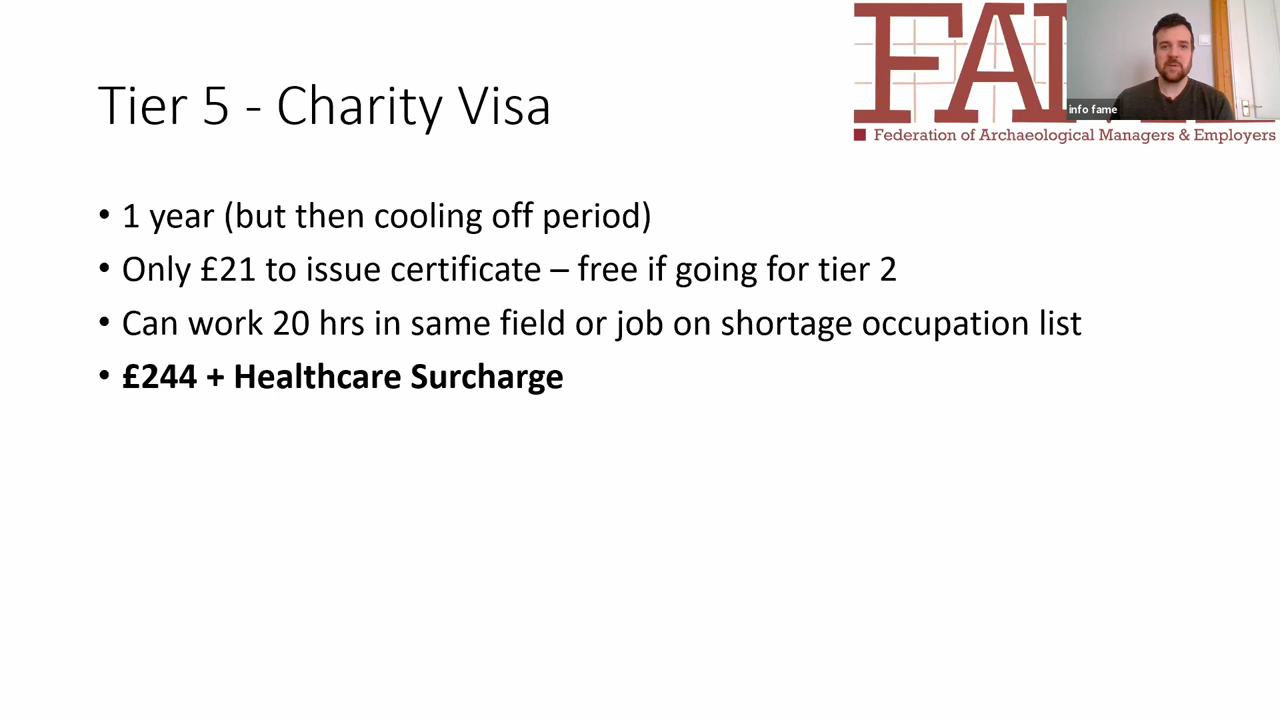 Tier 5 - Charity Visa
FA
info fame
Federation of Archaeological Managers & Employers
• 1 year (but then cooling off period)
• Only £21 to issue certificate – free if going for tier 2
• Can work 20 hrs in same field or job on shortage occupation list
• £244 + Healthcare Surcharge